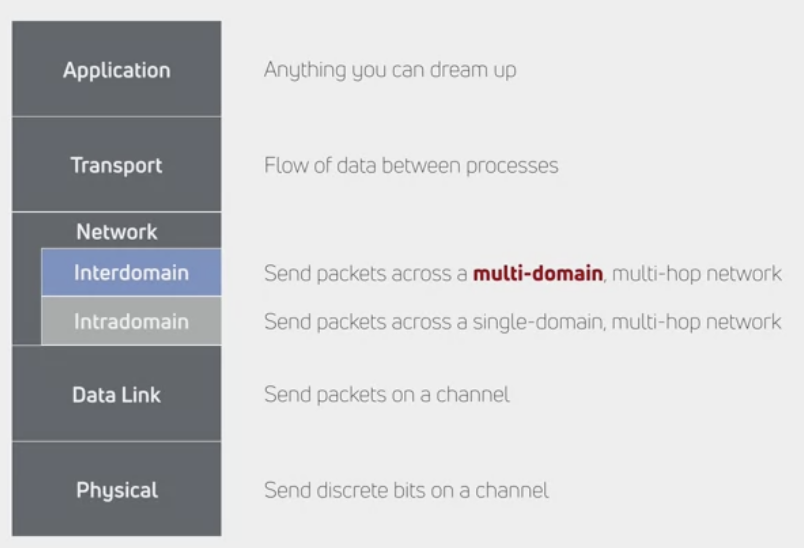 Application
Anything you can dream up
Transport
Flow of data between processes
Network
Interdomain
Send packets across a multi-domain, multi-hop network
Intradomain
Send packets across a single-domain, multi-hop network
Data Link
Send packets on a channel
Physical
Send discrete bits on a channel